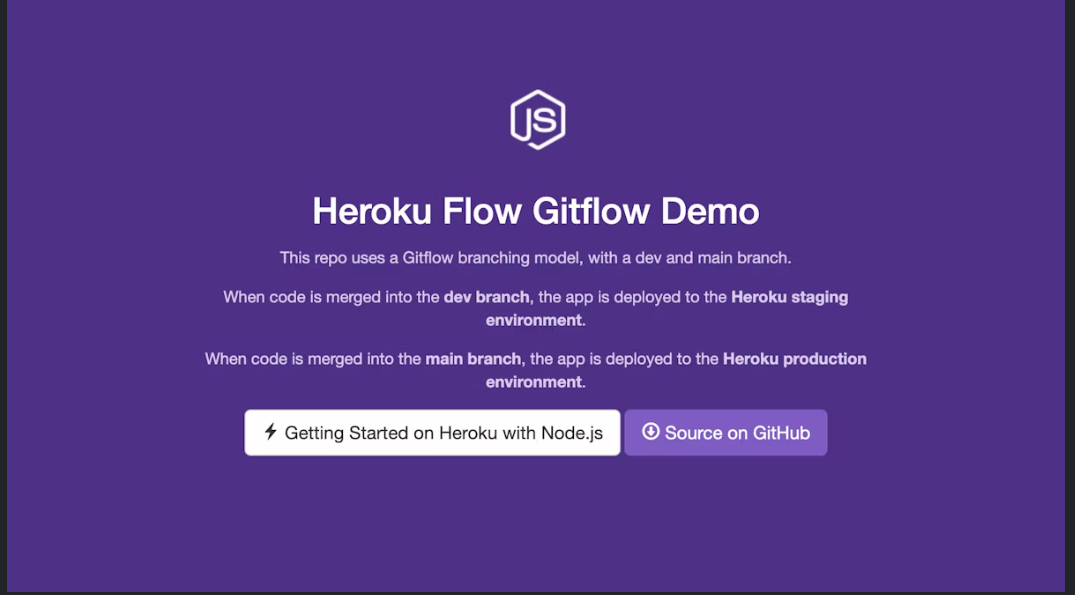 JS
Heroku Flow Gitflow Demo
This repo uses a Gitflow branching model, with a dev and main branch.
When code is merged into the dev branch, the app is deployed to the Heroku staging
environment.
When code is merged into the main branch, the app is deployed to the Heroku production
environment.
Getting Started on Heroku with Node.js Source on GitHub